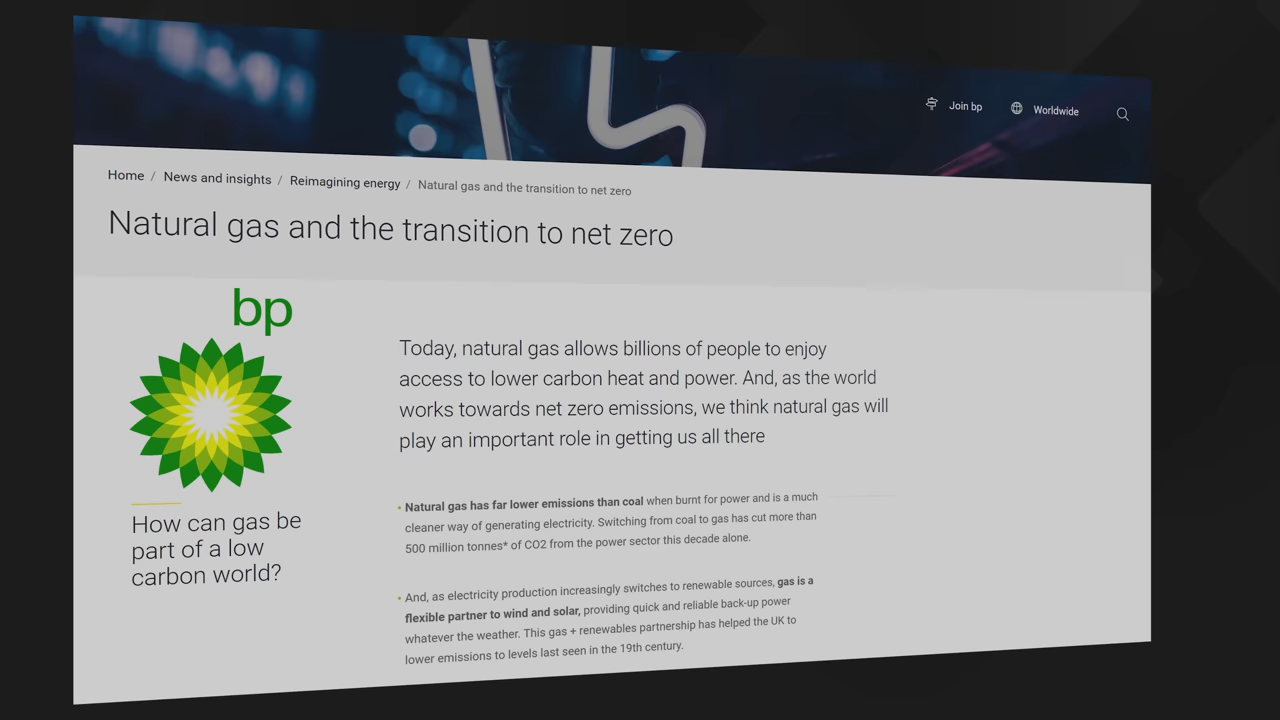 Join bp
Worldwide
Home / News and insights / Reimagining energy / Natural gas and the transition to net zero
Natural gas and the transition to net zero
bp
How can gas be
part of a low
carbon world?
Today, natural gas allows billions of people to enjoy
access to lower carbon heat and power. And, as the world
works towards net zero emissions, we think natural gas will
play an important role in getting us all there
• Natural gas has far lower emissions than coal when burnt for power and is a much
cleaner way of generating electricity. Switching from coal to gas has cut more than
500 million tonnes* of CO2 from the power sector this decade alone.
• And, as electricity production increasingly switches to renewable sources, gas is a
flexible partner to wind and solar, providing quick and reliable back-up power
whatever the weather. This gas + renewables partnership has helped the UK to
lower emissions to levels last seen in the 19th century.